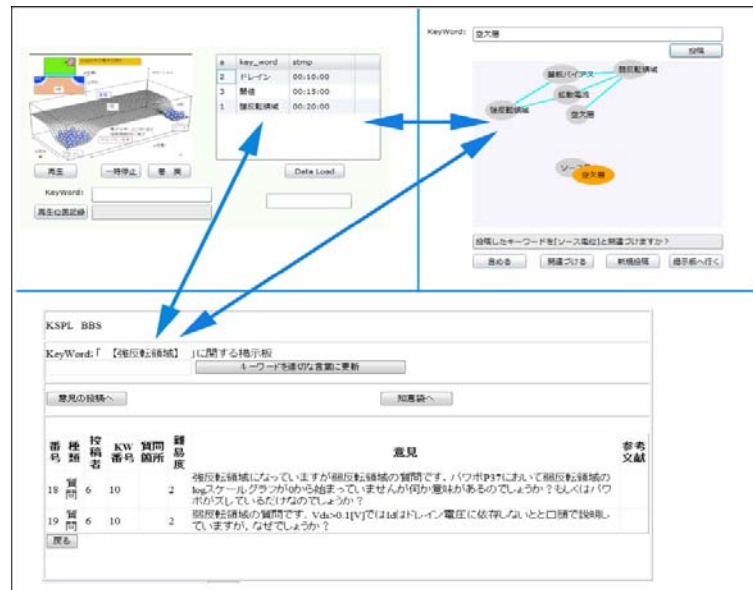 a key_word stmp
2 ドレイン 00:10:00
3 閾値 00:15:00
1 強反転領域 00:20:00
再生 一時停止 巻 戻
Data Load
KeyWord:
再生位置記録
KeyWord: 空欠層
投稿
基板バイアス
弱反転領域
拡散電流
強反転領域
空欠層
空欠層
投稿したキーワードを[ソース電位]と関連づけますか?
関連づける 新規投稿 掲示板へ行く
KSPL BBS
KeyWord:「 【強反転領域】 」に関する掲示板
キーワードを適切な言葉に更新
意見の投稿へ 知恵袋へ
番号 種類 投稿者 KW番号 質問箇所 難易度 意見 参考文献
18 質問 6 10 2 強反転領域になっていますが弱反転領域の質問です。パワポP37において弱反転領域の
logスケールグラフが0から始まっていませんが何か意味があるのでしょうか?もしくはパワ
ポがズレているだけなのでしょうか?
19 質問 6 10 2 弱反転領域の質問です。Vds>0.1[V]ではIdはドレイン電圧に依存しないとと口頭で説明し
ていますが,なぜでしょうか?
戻る